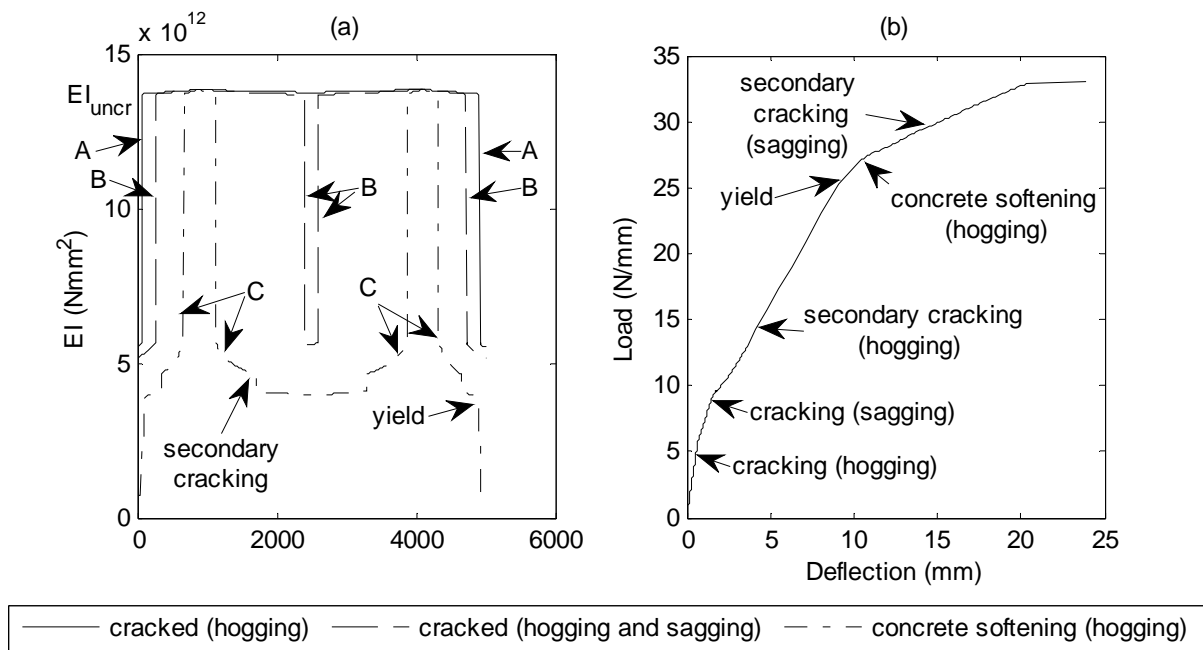 (a)
x 10^12
15
10
5
0
EI (Nmm²)
EI_uncr
A
B
A
B
B
C
C
secondary
cracking
yield
0
2000
4000
6000
(b)
35
30
25
20
15
10
5
0
Load (N/mm)
secondary
cracking
(sagging)
yield
concrete softening
(hogging)
secondary cracking
(hogging)
cracking (sagging)
cracking (hogging)
0
5
10
15
20
25
Deflection (mm)
cracked (hogging)
cracked (hogging and sagging)
concrete softening (hogging)